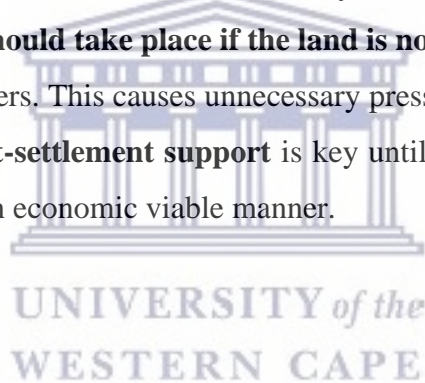 ould take place if the land is no
ers. This causes unnecessary press
t-settlement support is key until
n economic viable manner.
UNIVERSITY of the
WESTERN CAPE